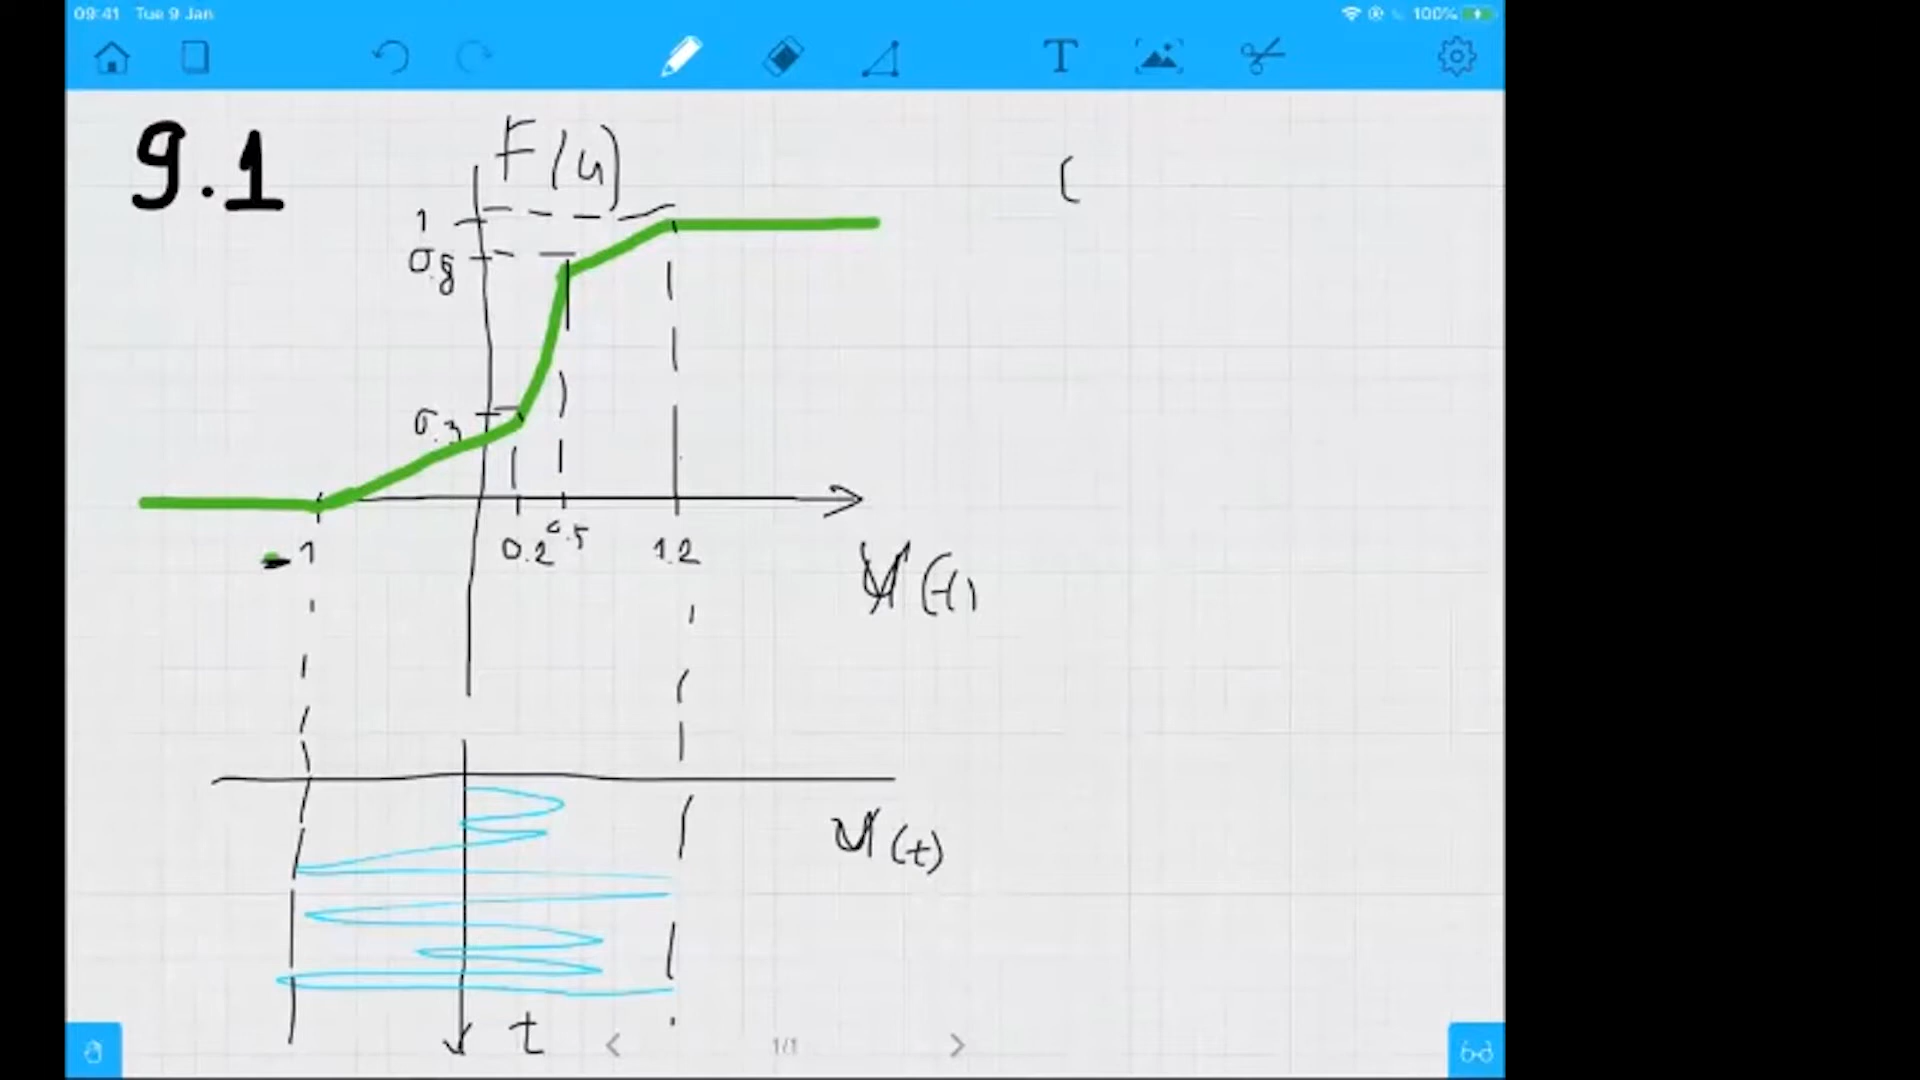 09:41 Tue 9 Jan 100%
T
9.1
F(u)
1
0.8
0.3
-1 0.2 0.5 1.2
(t)
(t)
t
1/1